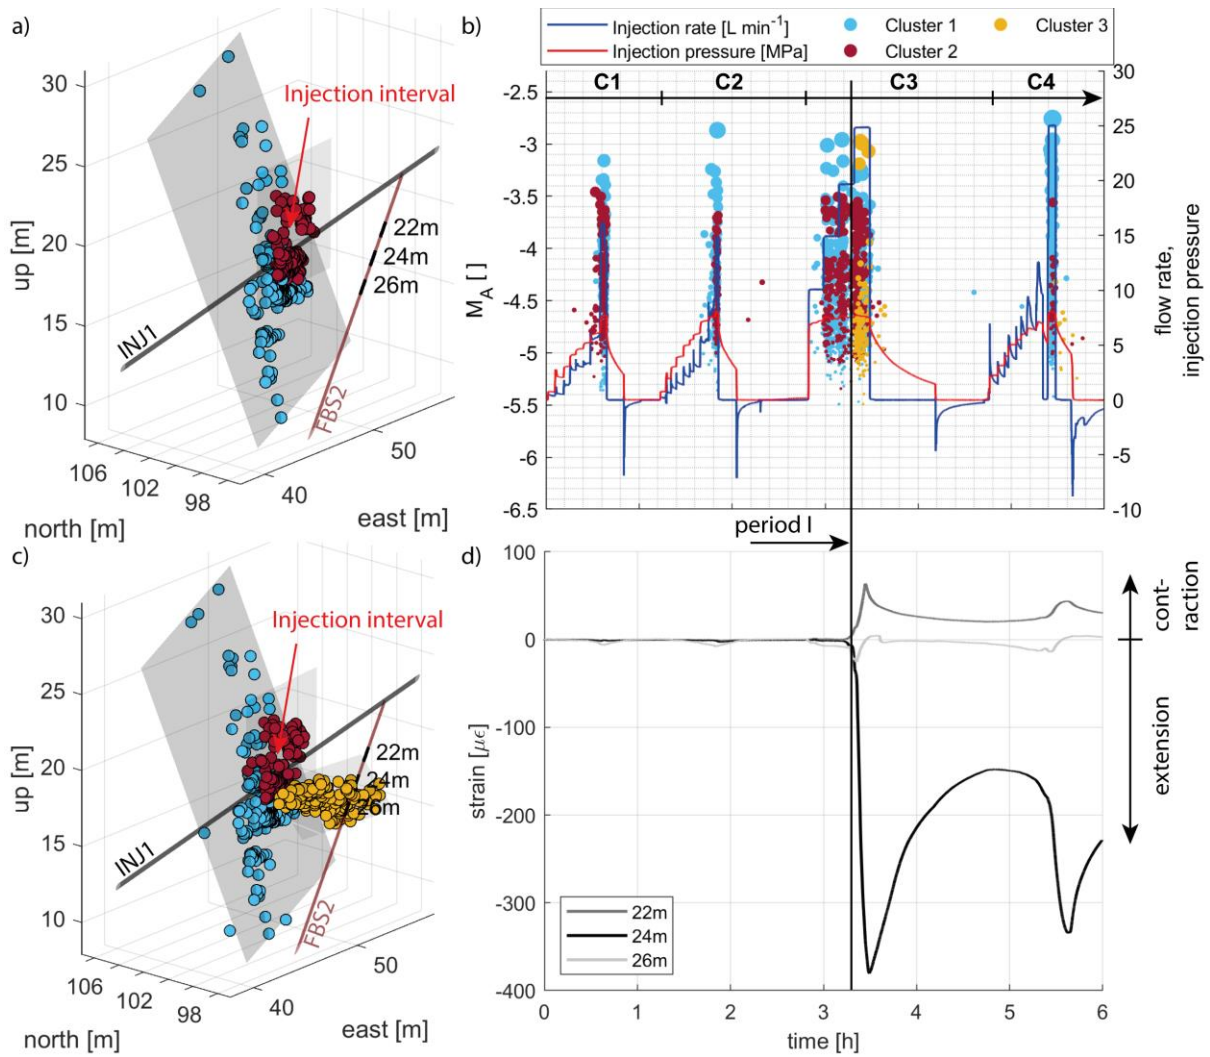 a)
Injection interval
30
25
20
15
10
up [m]
22m
24m
26m
INJ1
FBS2
106
102
98
north [m]
40
50
east [m]
b)
Injection rate [L min⁻¹]
Injection pressure [MPa]
Cluster 1
Cluster 2
Cluster 3
C1
C2
C3
C4
-2.5
-3
-3.5
-4
-4.5
-5
-5.5
-6
-6.5
M_A [ ]
30
25
20
15
10
5
0
-5
-10
flow rate,
injection pressure
period I
c)
Injection interval
30
25
20
15
10
up [m]
22m
24m
26m
INJ1
FBS2
106
102
98
north [m]
40
50
east [m]
d)
100
0
-100
-200
-300
-400
strain [με]
22m
24m
26m
0
1
2
3
4
5
6
time [h]
cont-
raction
extension